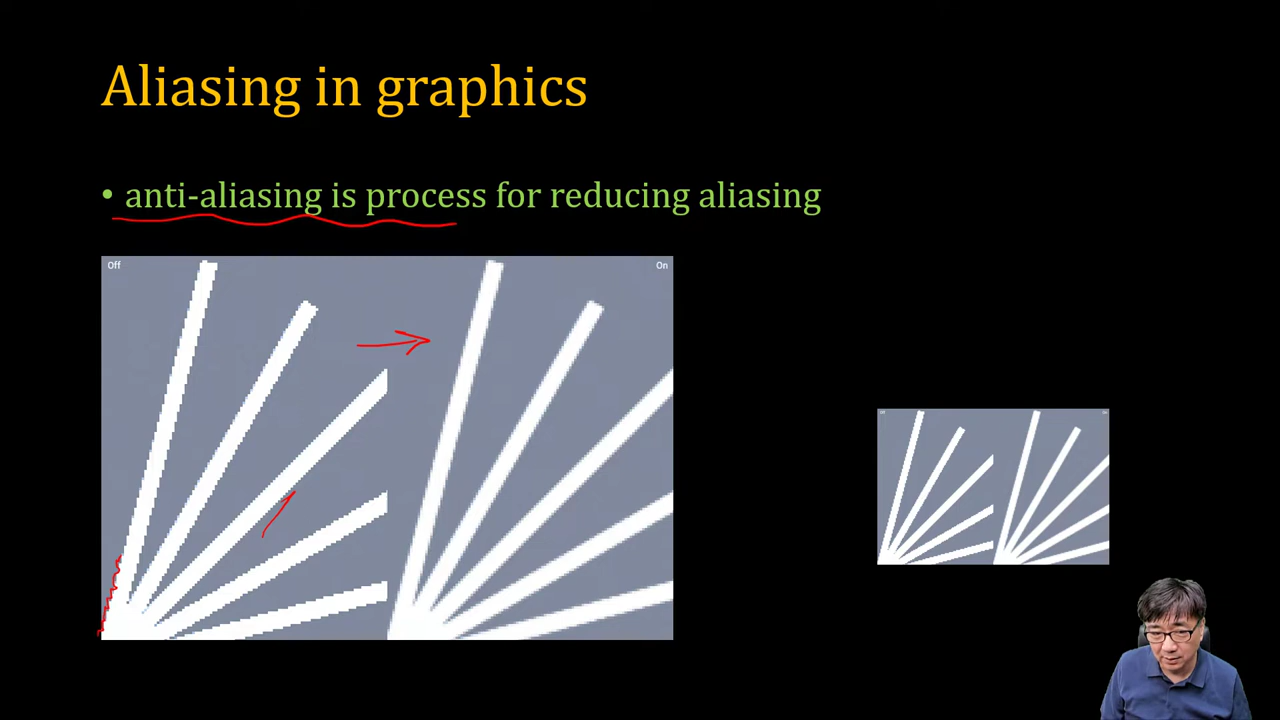 Aliasing in graphics
• anti-aliasing is process for reducing aliasing
Off
On